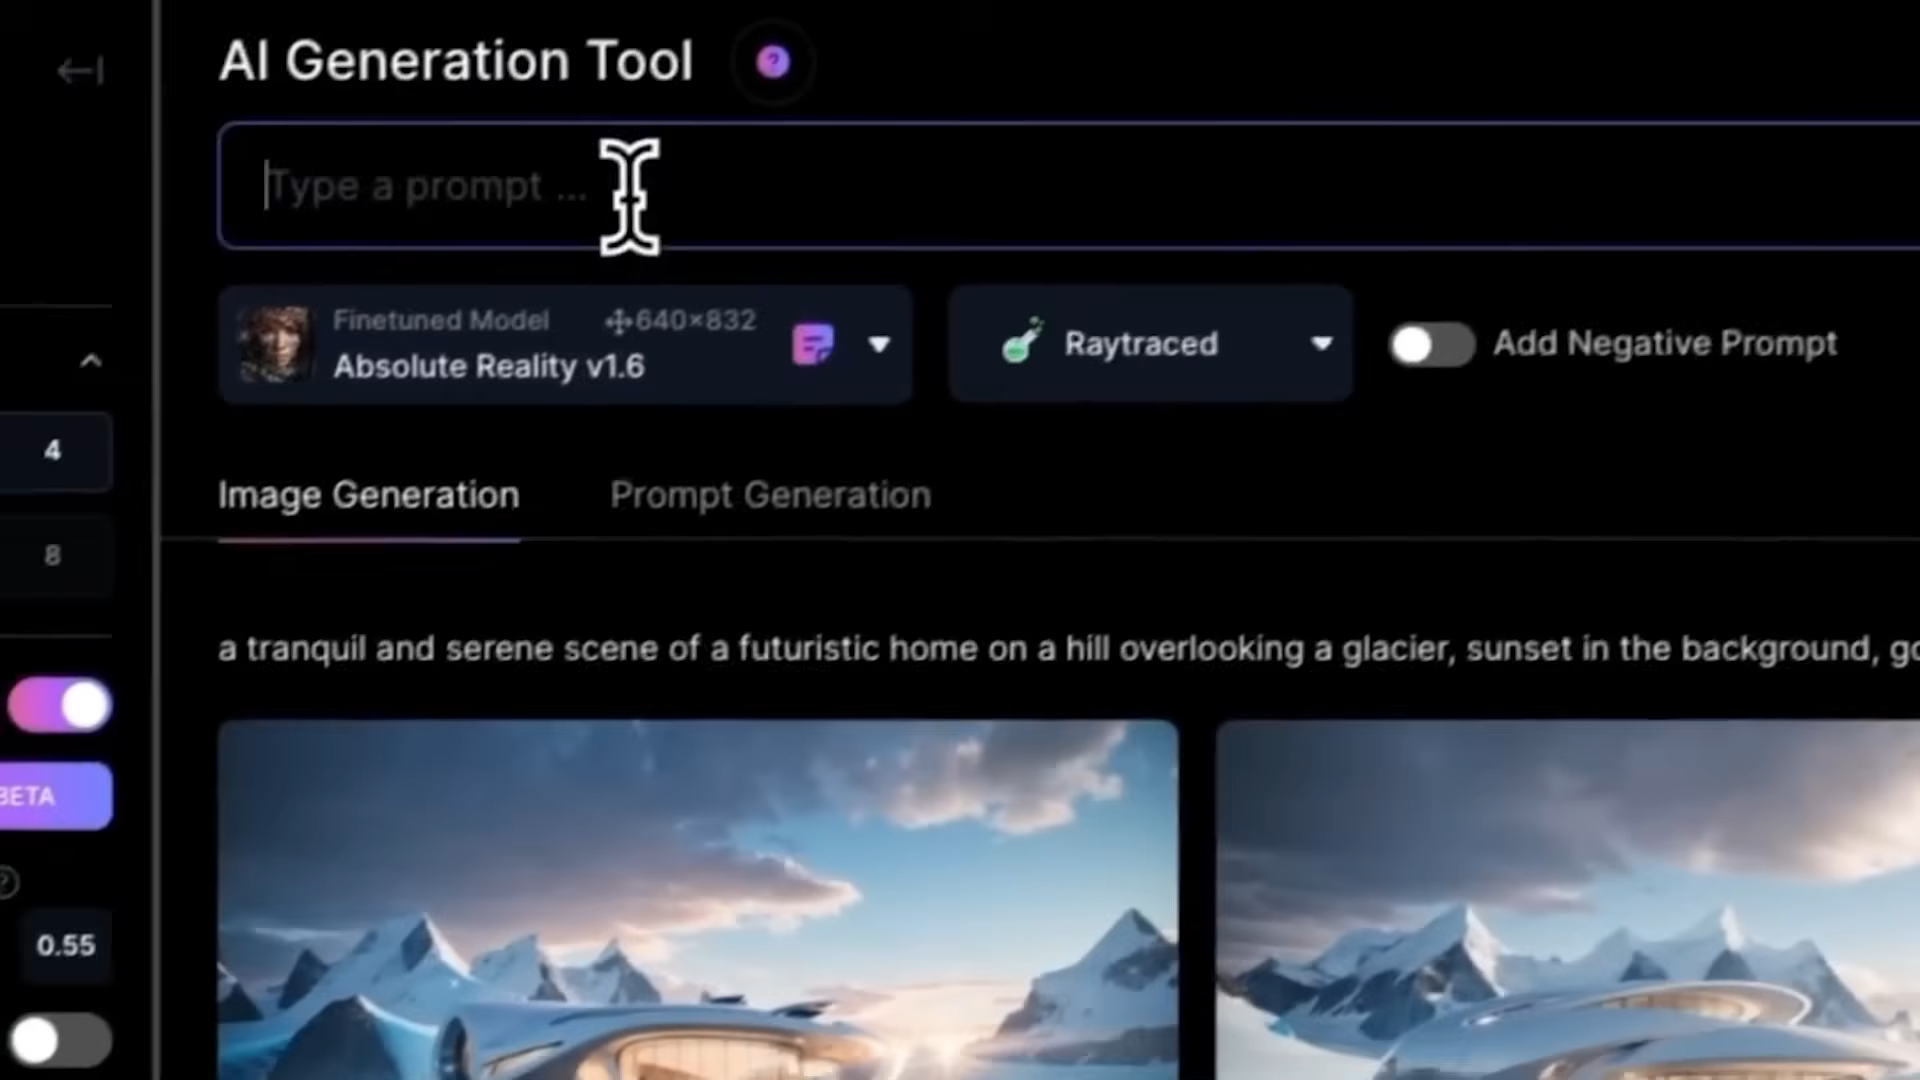 AI Generation Tool ?
Type a prompt ...
Finetuned Model 640×832
Absolute Reality v1.6
Raytraced
Add Negative Prompt
4
8
Image Generation Prompt Generation
a tranquil and serene scene of a futuristic home on a hill overlooking a glacier, sunset in the background,
BETA
?
0.55